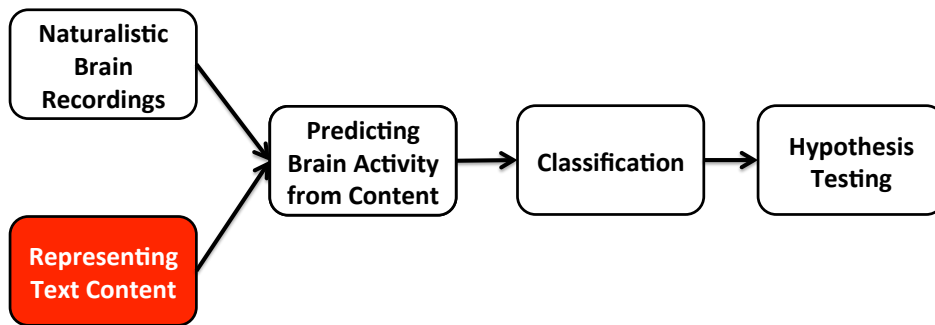 Naturalistic
Brain
Recordings
Predicting
Brain Activity
from Content
Classification
Hypothesis
Testing
Representing
Text Content